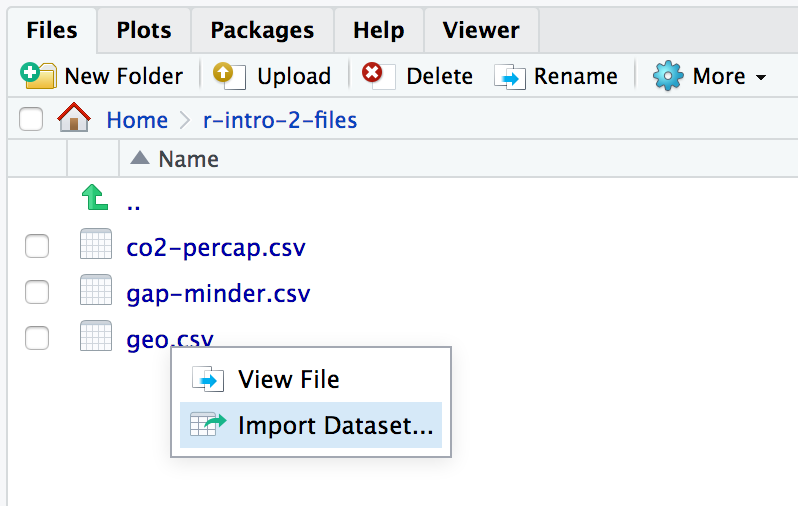 Files Plots Packages Help Viewer
New Folder Upload Delete Rename More
Home r-intro-2-files
Name
..
co2-percap.csv
gap-minder.csv
geo.csv
View File
Import Dataset...